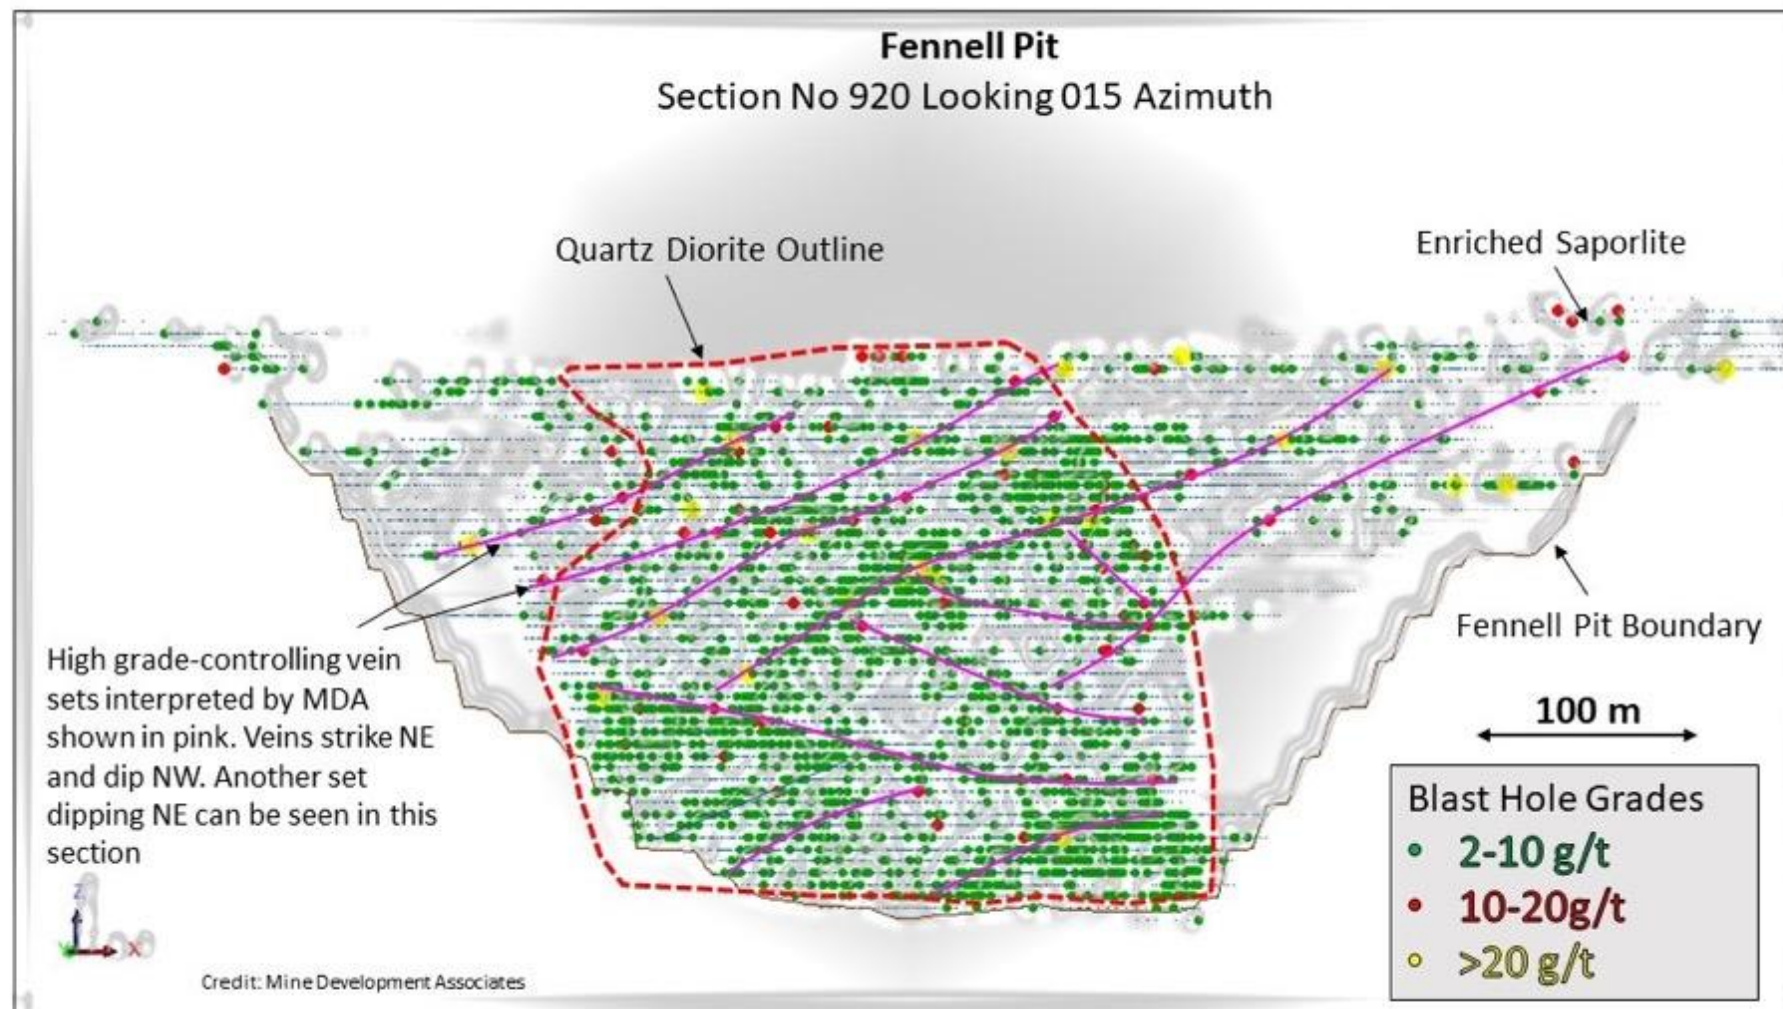 Fennell Pit
Section No 920 Looking 015 Azimuth
Quartz Diorite Outline
Enriched Saporlite
High grade-controlling vein
sets interpreted by MDA
shown in pink. Veins strike NE
and dip NW. Another set
dipping NE can be seen in this
section
Fennell Pit Boundary
100 m
Blast Hole Grades
2-10 g/t
10-20g/t
>20 g/t
Z
Y
X
Credit: Mine Development Associates